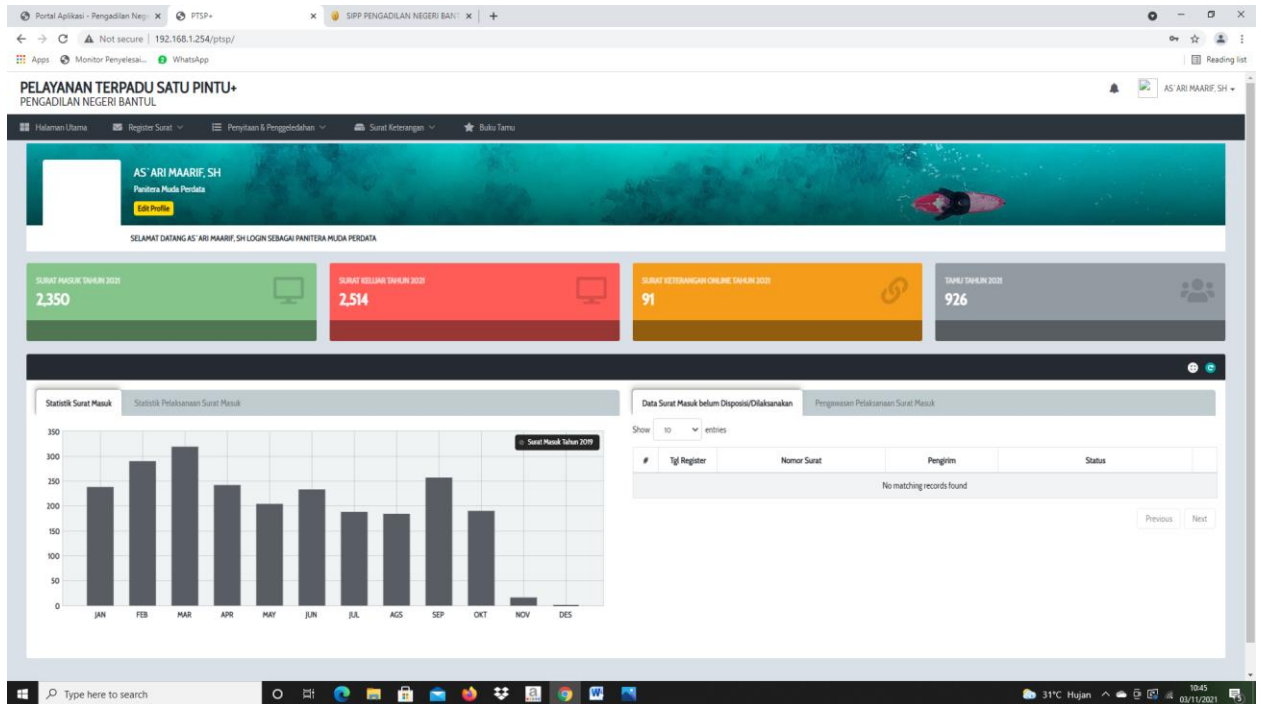 Portal Aplikasi - Pengadilan Neg
PTSP+
SIPP PENGADILAN NEGERI BANT
Not secure | 192.168.1.254/ptsp/
Apps
Monitor Penyelesai...
WhatsApp
Reading list
PELAYANAN TERPADU SATU PINTU+
PENGADILAN NEGERI BANTUL
AS`ARI MAARIF, SH
Halaman Utama
Register Surat
Penyitaan & Penggeledahan
Surat Keterangan
Buku Tamu
AS`ARI MAARIF, SH
Panitera Muda Perdata
Edit Profile
SELAMAT DATANG AS`ARI MAARIF, SH LOGIN SEBAGAI PANITERA MUDA PERDATA
SURAT MASUK TAHUN 2021
2,350
SURAT KELUAR TAHUN 2021
2,514
SURAT KETERANGAN ONLINE TAHUN 2021
91
TAMU TAHUN 2021
926
Statistik Surat Masuk
Statistik Pelaksanaan Surat Masuk
350
300
250
200
150
100
50
0
Surat Masuk Tahun 2019
JAN FEB MAR APR MAY JUN JUL AGS SEP OKT NOV DES
Data Surat Masuk belum Disposisi/Dilaksanakan
Pengawasan Pelaksanaan Surat Masuk
Show 10 entries
# Tgl Register Nomor Surat Pengirim Status
No matching records found
Previous Next
Type here to search
31°C Hujan
10:45
03/11/2021